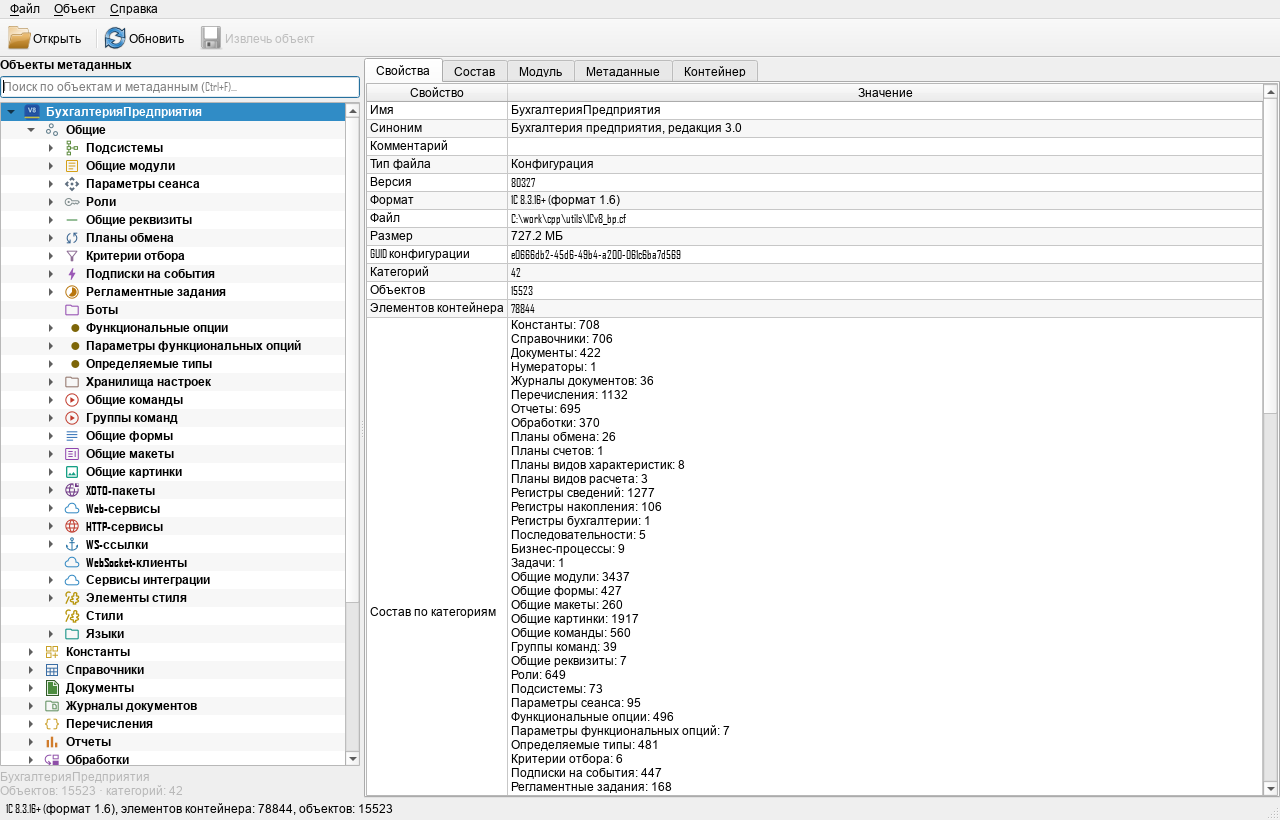 Файл Объект Справка
Открыть Обновить Извлечь объект
Объекты метаданных
Поиск по объектам и метаданным (Ctrl+F)...
БухгалтерияПредприятия
Общие
Подсистемы
Общие модули
Параметры сеанса
Роли
Общие реквизиты
Планы обмена
Критерии отбора
Подписки на события
Регламентные задания
Боты
Функциональные опции
Параметры функциональных опций
Определяемые типы
Хранилища настроек
Общие команды
Группы команд
Общие формы
Общие макеты
Общие картинки
XDTO-пакеты
Web-сервисы
HTTP-сервисы
WS-ссылки
WebSocket-клиенты
Сервисы интеграции
Элементы стиля
Стили
Языки
Константы
Справочники
Документы
Журналы документов
Перечисления
Отчеты
Обработки
БухгалтерияПредприятия
Объектов: 15523 · категорий: 42
Свойства Состав Модуль Метаданные Контейнер
Свойство Значение
Имя БухгалтерияПредприятия
Синоним Бухгалтерия предприятия, редакция 3.0
Комментарий
Тип файла Конфигурация
Версия 80327
Формат 1C 8.3.16+ (формат 1.6)
Файл C:\work\cpp\utils\1Cv8_bp.cf
Размер 727.2 МБ
GUID конфигурации e0666db2-45d6-49b4-a200-061c6ba7d569
Категорий 42
Объектов 15523
Элементов контейнера 78844
Состав по категориям
Константы: 708
Справочники: 706
Документы: 422
Нумераторы: 1
Журналы документов: 36
Перечисления: 1132
Отчеты: 695
Обработки: 370
Планы обмена: 26
Планы счетов: 1
Планы видов характеристик: 8
Планы видов расчета: 3
Регистры сведений: 1277
Регистры накопления: 106
Регистры бухгалтерии: 1
Последовательности: 5
Бизнес-процессы: 9
Задачи: 1
Общие модули: 3437
Общие формы: 427
Общие макеты: 260
Общие картинки: 1917
Общие команды: 560
Группы команд: 39
Общие реквизиты: 7
Роли: 649
Подсистемы: 73
Параметры сеанса: 95
Функциональные опции: 496
Параметры функциональных опций: 7
Определяемые типы: 481
Критерии отбора: 6
Подписки на события: 447
Регламентные задания: 168
1C 8.3.16+ (формат 1.6), элементов контейнера: 78844, объектов: 15523